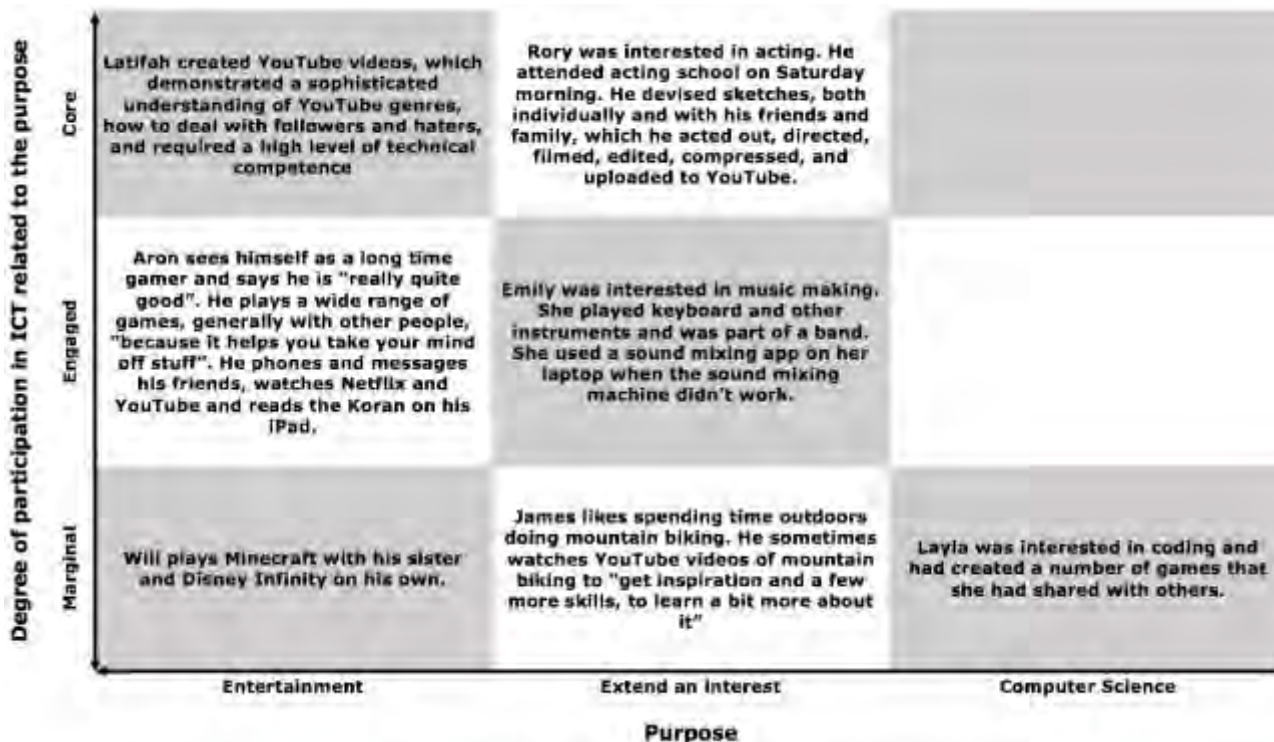 Degree of participation in ICT related to the purpose
Core
Latifah created YouTube videos, which
demonstrated a sophisticated
understanding of YouTube genres,
how to deal with followers and haters,
and required a high level of technical
competence
Rory was interested in acting. He
attended acting school on Saturday
morning. He devised sketches, both
individually and with his friends and
family, which he acted out, directed,
filmed, edited, compressed, and
uploaded to YouTube.
Engaged
Aron sees himself as a long time
gamer and says he is "really quite
good". He plays a wide range of
games, generally with other people,
"because it helps you take your mind
off stuff". He phones and messages
his friends, watches Netflix and
YouTube and reads the Koran on his
iPad.
Emily was interested in music making.
She played keyboard and other
instruments and was part of a band.
She used a sound mixing app on her
laptop when the sound mixing
machine didn't work.
Marginal
Will plays Minecraft with his sister
and Disney Infinity on his own.
James likes spending time outdoors
doing mountain biking. He sometimes
watches YouTube videos of mountain
biking to "get inspiration and a few
more skills, to learn a bit more about
it"
Layla was interested in coding and
had created a number of games that
she had shared with others.
Entertainment
Extend an interest
Computer Science
Purpose